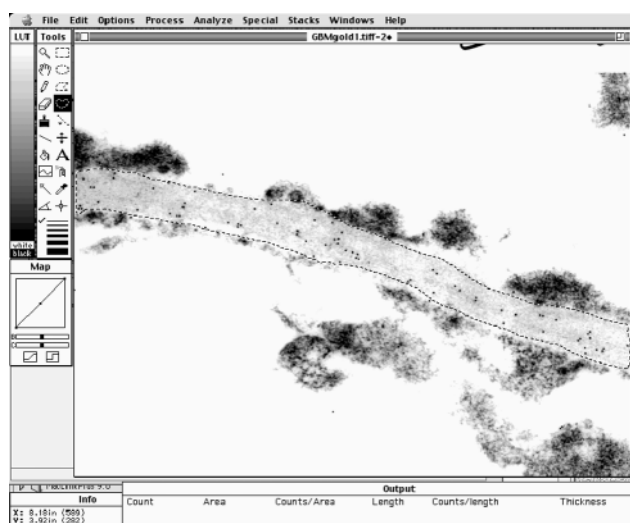 File Edit Options Process Analyze Special Stacks Windows Help
LUT Tools GBMgold1.tiff-2
A
white
black
Map
Output
Info Count Area Counts/Area Length Counts/length Thickness
X: 8.18in (589)
Y: 3.92in (282)